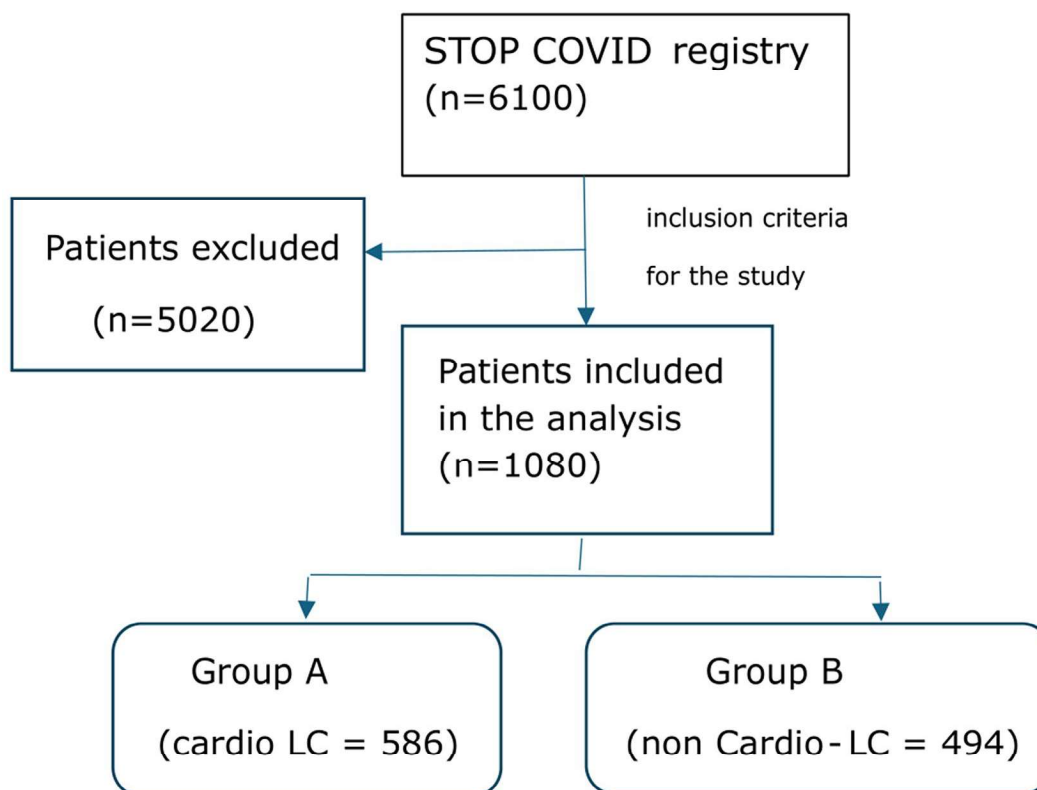 STOP COVID registry
(n=6100)
inclusion criteria
for the study
Patients excluded
(n=5020)
Patients included
in the analysis
(n=1080)
Group A
(cardio LC = 586)
Group B
(non Cardio-LC = 494)